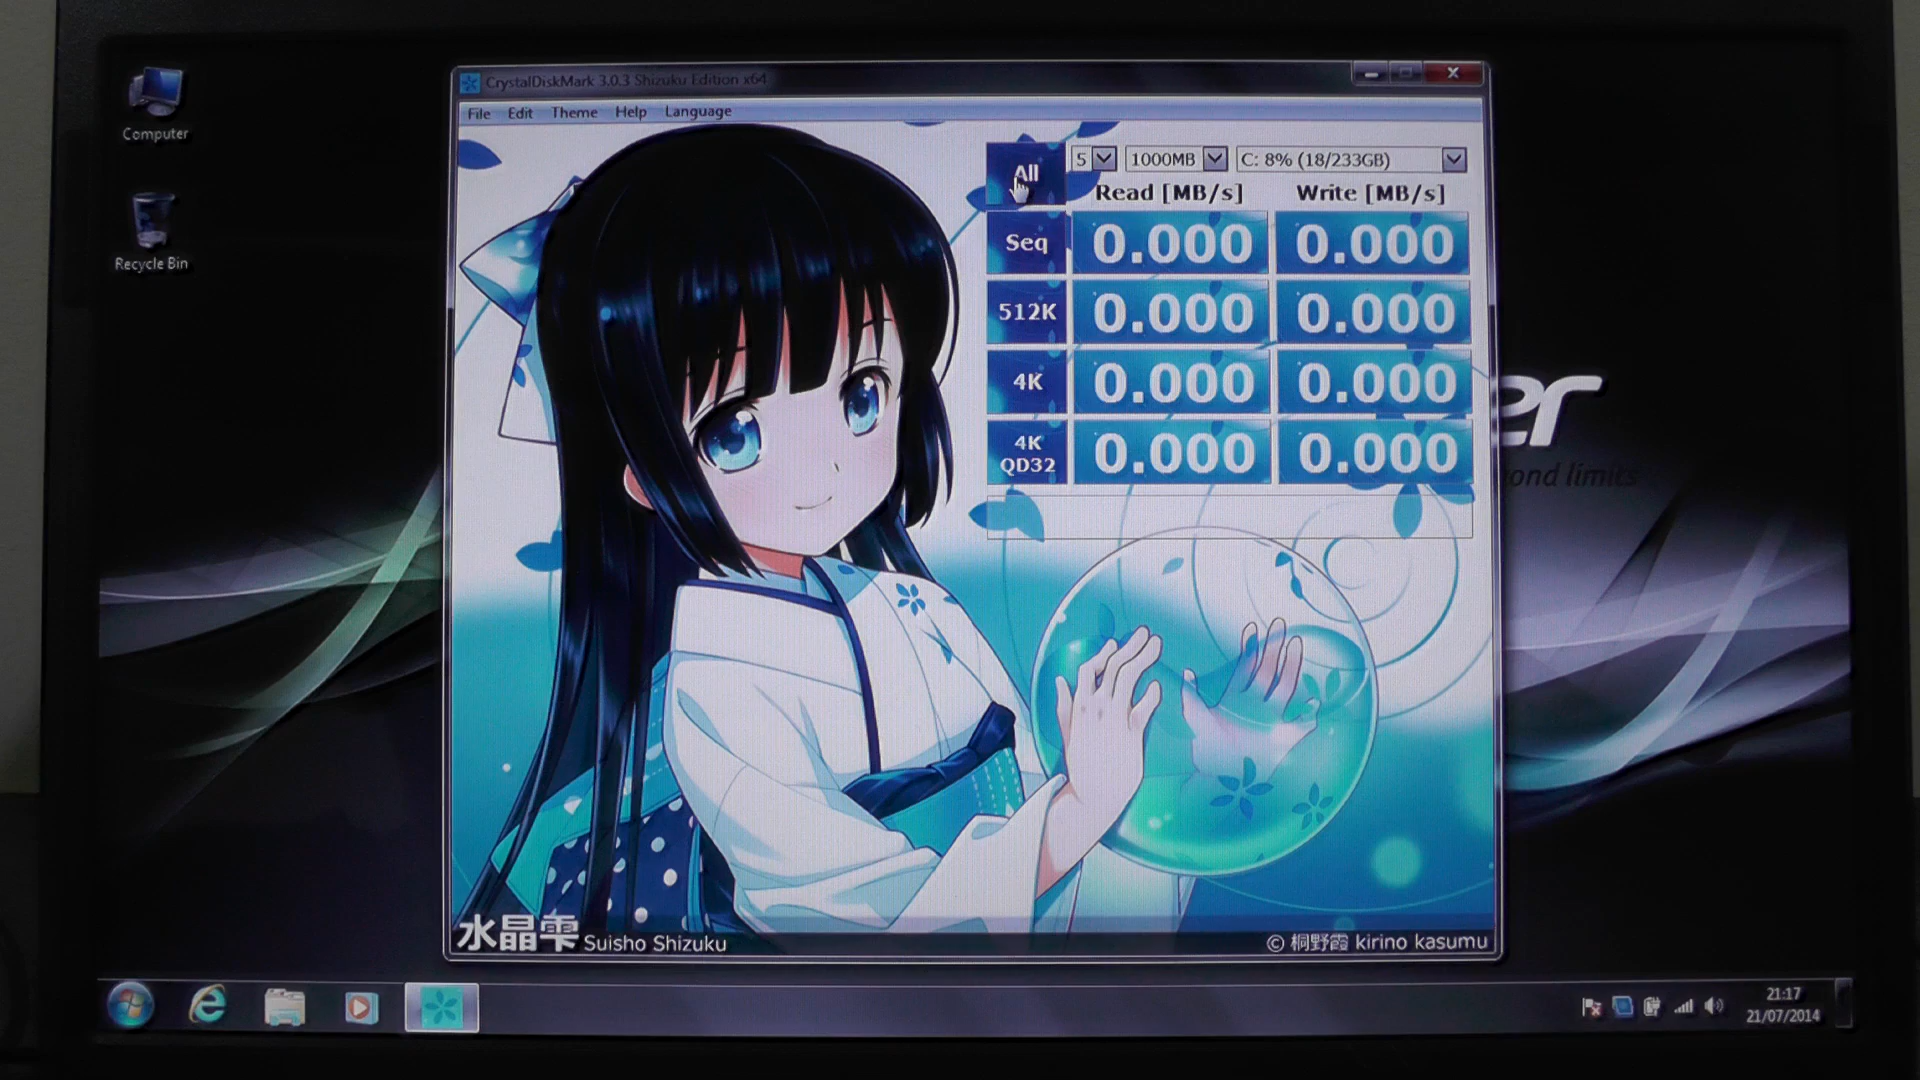 Computer
Recycle Bin
CrystalDiskMark 3.0.3 Shizuku Edition x64
File Edit Theme Help Language
All 5 1000MB C: 8% (18/233GB)
Read [MB/s] Write [MB/s]
Seq 0.000 0.000
512K 0.000 0.000
4K 0.000 0.000
4K QD32 0.000 0.000
er
ond limits
水晶雫 Suisho Shizuku
© 桐野霞 kirino kasumu
21:17
21/07/2014